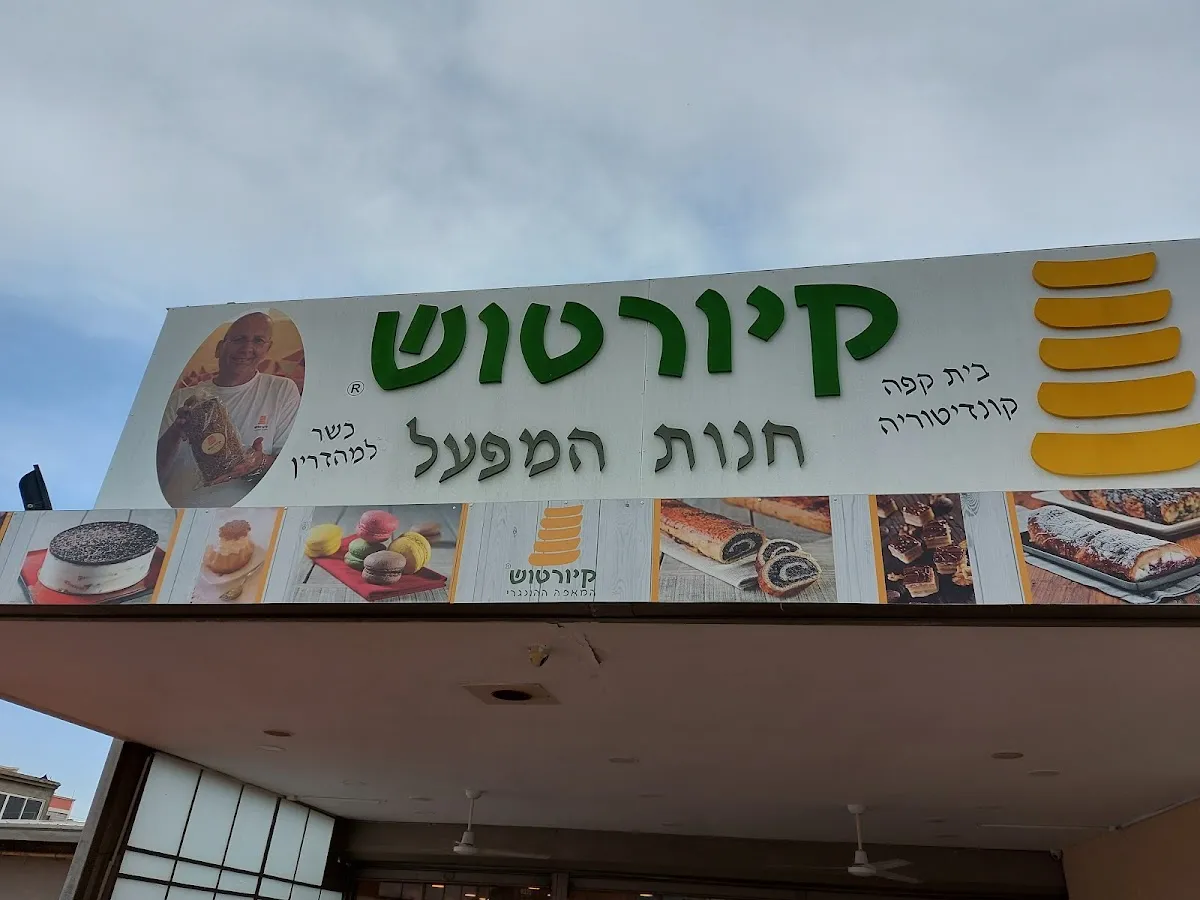 קיורטוש
®
חנות המפעל
בית קפה
קונדיטוריה
כשר
למהדרין
קיורטוש
המאפה ההונגרי